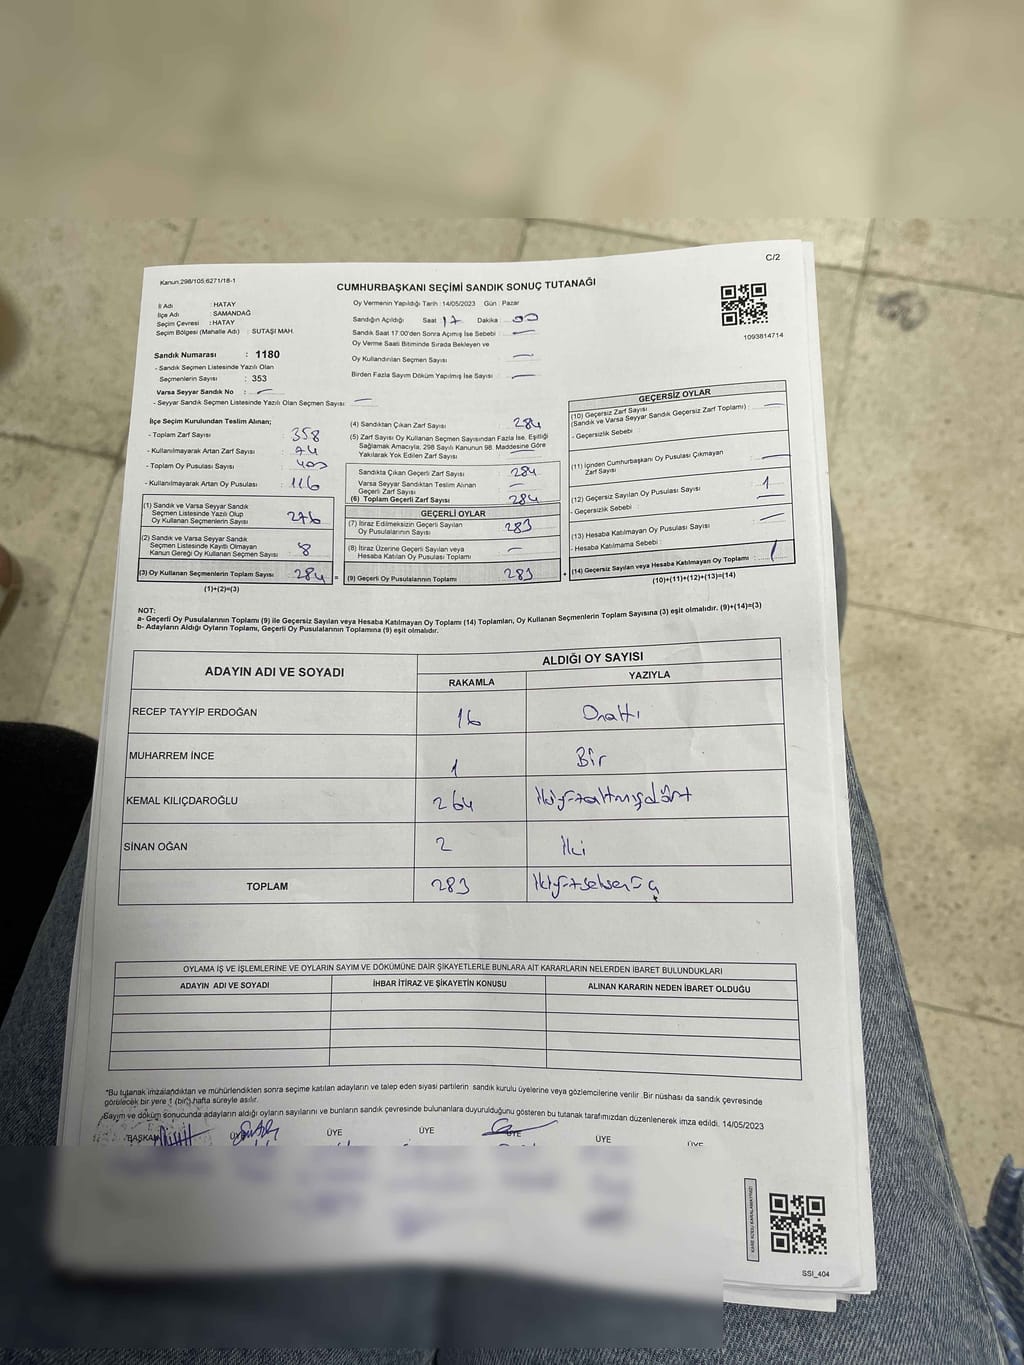 C/2
Kanun.298/105;6271/18-1
CUMHURBAŞKANI SEÇİMİ SANDIK SONUÇ TUTANAĞI
1093814714
İl Adı : HATAY
İlçe Adı : SAMANDAĞ
Seçim Çevresi : HATAY
Seçim Bölgesi (Mahalle Adı) : SUTAŞI MAH.
Sandık Numarası : 1180
- Sandık Seçmen Listesinde Yazılı Olan
Seçmenlerin Sayısı : 353
Varsa Seyyar Sandık No : —
- Seyyar Sandık Seçmen Listesinde Yazılı Olan Seçmen Sayısı: —
Oy Vermenin Yapıldığı Tarih : 14/05/2023 Gün : Pazar
Sandığın Açıldığı Saat : 17 Dakika : 00
Sandık Saat 17:00'den Sonra Açımış İse Sebebi : —
Oy Verme Saati Bitiminde Sırada Bekleyen ve
Oy Kullandırılan Seçmen Sayısı : —
Birden Fazla Sayım Döküm Yapılmış İse Sayısı : —
İlçe Seçim Kurulundan Teslim Alınan;
- Toplam Zarf Sayısı : 358
- Kullanılmayarak Artan Zarf Sayısı : 74
- Toplam Oy Pusulası Sayısı : 400
- Kullanılmayarak Artan Oy Pusulası : 116
(1) Sandık ve Varsa Seyyar Sandık
Seçmen Listesinde Yazılı Olup
Oy Kullanan Seçmenlerin Sayısı : 276
(2) Sandık ve Varsa Seyyar Sandık
Seçmen Listesinde Kayıtlı Olmayan
Kanun Gereği Oy Kullanan Seçmen Sayısı : 8
(3) Oy Kullanan Seçmenlerin Toplam Sayısı : 284 =
(1)+(2)=(3)
(4) Sandıktan Çıkan Zarf Sayısı : 284
(5) Zarf Sayısı Oy Kullanan Seçmen Sayısından Fazla İse, Eşitliği
Sağlamak Amacıyla, 298 Sayılı Kanunun 98. Maddesine Göre
Yakılarak Yok Edilen Zarf Sayısı : —
Sandıkta Çıkan Geçerli Zarf Sayısı : 284
Varsa Seyyar Sandıktan Teslim Alınan
Geçerli Zarf Sayısı : —
(6) Toplam Geçerli Zarf Sayısı : 284
GEÇERLİ OYLAR
(7) İtiraz Edilmeksizin Geçerli Sayılan
Oy Pusulalarının Sayısı : 283
(8) İtiraz Üzerine Geçerli Sayılan veya
Hesaba Katılan Oy Pusulası Toplamı : —
(9) Geçerli Oy Pusulalarının Toplamı : 283 +
GEÇERSİZ OYLAR
(10) Geçersiz Zarf Sayısı
(Sandık ve Varsa Seyyar Sandık Geçersiz Zarf Toplamı) : —
- Geçersizlik Sebebi :
(11) İçinden Cumhurbaşkanı Oy Pusulası Çıkmayan
Zarf Sayısı : —
(12) Geçersiz Sayılan Oy Pusulası Sayısı : 1
- Geçersizlik Sebebi : —
(13) Hesaba Katılmayan Oy Pusulası Sayısı : —
- Hesaba Katılmama Sebebi :
(14) Geçersiz Sayılan veya Hesaba Katılmayan Oy Toplamı : 1
(10)+(11)+(12)+(13)=(14)
NOT:
a- Geçerli Oy Pusulalarının Toplamı (9) ile Geçersiz Sayılan veya Hesaba Katılmayan Oy Toplamı (14) Toplamları, Oy Kullanan Seçmenlerin Toplam Sayısına (3) eşit olmalıdır. (9)+(14)=(3)
b- Adayların Aldığı Oyların Toplamı, Geçerli Oy Pusulalarının Toplamına (9) eşit olmalıdır.
ADAYIN ADI VE SOYADI ALDIĞI OY SAYISI
RAKAMLA YAZIYLA
RECEP TAYYİP ERDOĞAN 16 Onaltı
MUHARREM İNCE 1 Bir
KEMAL KILIÇDAROĞLU 264 ikiyüzaltmışdört
SİNAN OĞAN 2 İki
TOPLAM 283 ikiyüzseksenüç
OYLAMA İŞ VE İŞLEMLERİNE VE OYLARIN SAYIM VE DÖKÜMÜNE DAİR ŞİKAYETLERLE BUNLARA AİT KARARLARIN NELERDEN İBARET BULUNDUKLARI
ADAYIN ADI VE SOYADI İHBAR İTİRAZ VE ŞİKAYETİN KONUSU ALINAN KARARIN NEDEN İBARET OLDUĞU
*Bu tutanak imzalandıktan ve mühürlendikten sonra seçime katılan adayların ve talep eden siyasi partilerin sandık kurulu üyelerine veya gözlemcilerine verilir. Bir nüshası da sandık çevresinde
görülecek bir yere 1 (bir) hafta süreyle asılır.
Sayım ve döküm sonucunda adayların aldığı oyların sayılarını ve bunların sandık çevresinde bulunanlara duyurulduğunu gösteren bu tutanak tarafımızdan düzenlenerek imza edildi. 14/05/2023
BAŞKAN ÜYE ÜYE ÜYE ÜYE ÜYE
SSİ_404